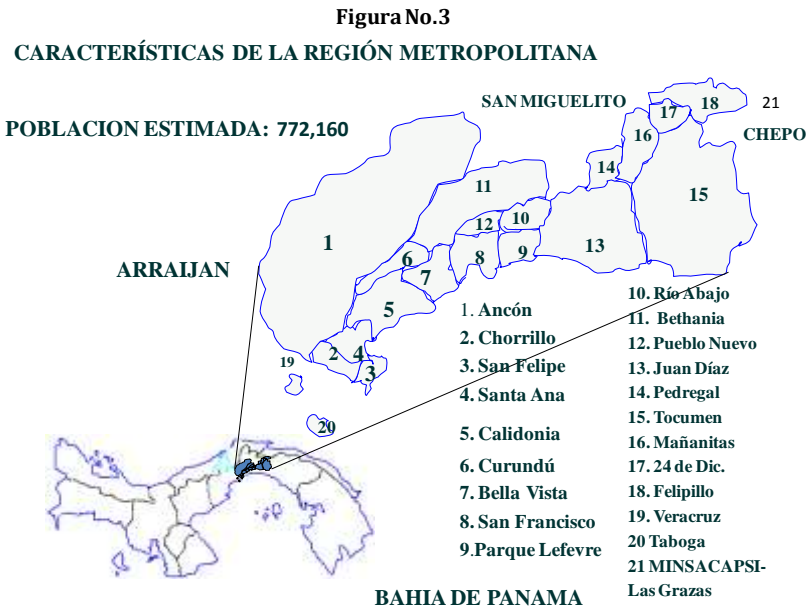 Figura No.3
CARACTERÍSTICAS DE LA REGIÓN METROPOLITANA
POBLACION ESTIMADA: 772,160
SAN MIGUELITO
CHEPO
ARRAIJAN
1
2
3
4
5
6
7
8
9
10
11
12
13
14
15
16
17
18
19
20
21
1. Ancón
2. Chorrillo
3. San Felipe
4. Santa Ana
5. Calidonia
6. Curundú
7. Bella Vista
8. San Francisco
9.Parque Lefevre
10. Río Abajo
11. Bethania
12. Pueblo Nuevo
13. Juan Díaz
14. Pedregal
15. Tocumen
16. Mañanitas
17. 24 de Dic.
18. Felipillo
19. Veracruz
20 Taboga
21 MINSACAPSI-
Las Grazas
BAHIA DE PANAMA